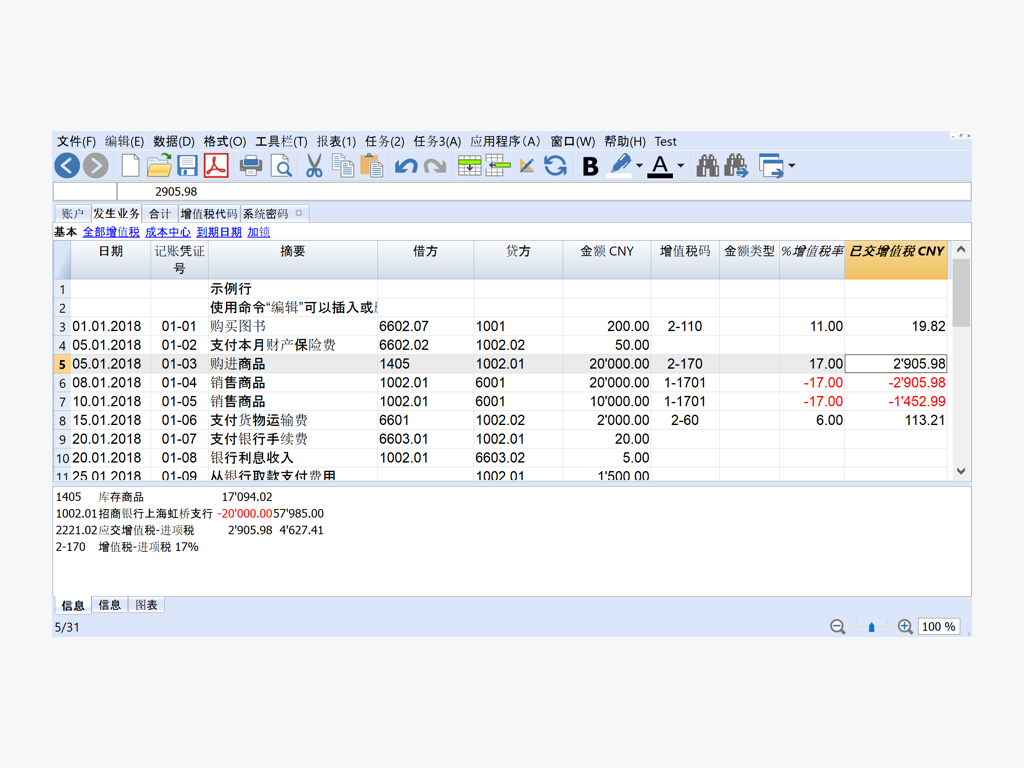 文件(F) 编辑(E) 数据(D) 格式(O) 工具栏(T) 报表(1) 任务(2) 任务3(A) 应用程序(A) 窗口(W) 帮助(H) Test
2905.98
账户 发生业务 合计 增值税代码 系统密码
基本 全部增值税 成本中心 到期日期 加锁
日期 记账凭证号 摘要 借方 贷方 金额 CNY 增值税码 金额类型 %增值税率 已交增值税 CNY
1 示例行
2 使用命令“编辑”可以插入或
3 01.01.2018 01-01 购买图书 6602.07 1001 200.00 2-110 11.00 19.82
4 05.01.2018 01-02 支付本月财产保险费 6602.02 1002.02 50.00
5 05.01.2018 01-03 购进商品 1405 1002.01 20'000.00 2-170 17.00 2'905.98
6 08.01.2018 01-04 销售商品 1002.01 6001 20'000.00 1-1701 -17.00 -2'905.98
7 10.01.2018 01-05 销售商品 1002.01 6001 10'000.00 1-1701 -17.00 -1'452.99
8 15.01.2018 01-06 支付货物运输费 6601 1002.02 2'000.00 2-60 6.00 113.21
9 20.01.2018 01-07 支付银行手续费 6603.01 1002.01 20.00
10 20.01.2018 01-08 银行利息收入 1002.01 6603.02 5.00
11 25.01.2018 01-09 从银行取款支付费用 1002.01 1'500.00
1405 库存商品 17'094.02
1002.01 招商银行上海虹桥支行 -20'000.00 57'985.00
2221.02 应交增值税-进项税 2'905.98 4'627.41
2-170 增值税-进项税 17%
信息 信息 图表
5/31 100 %